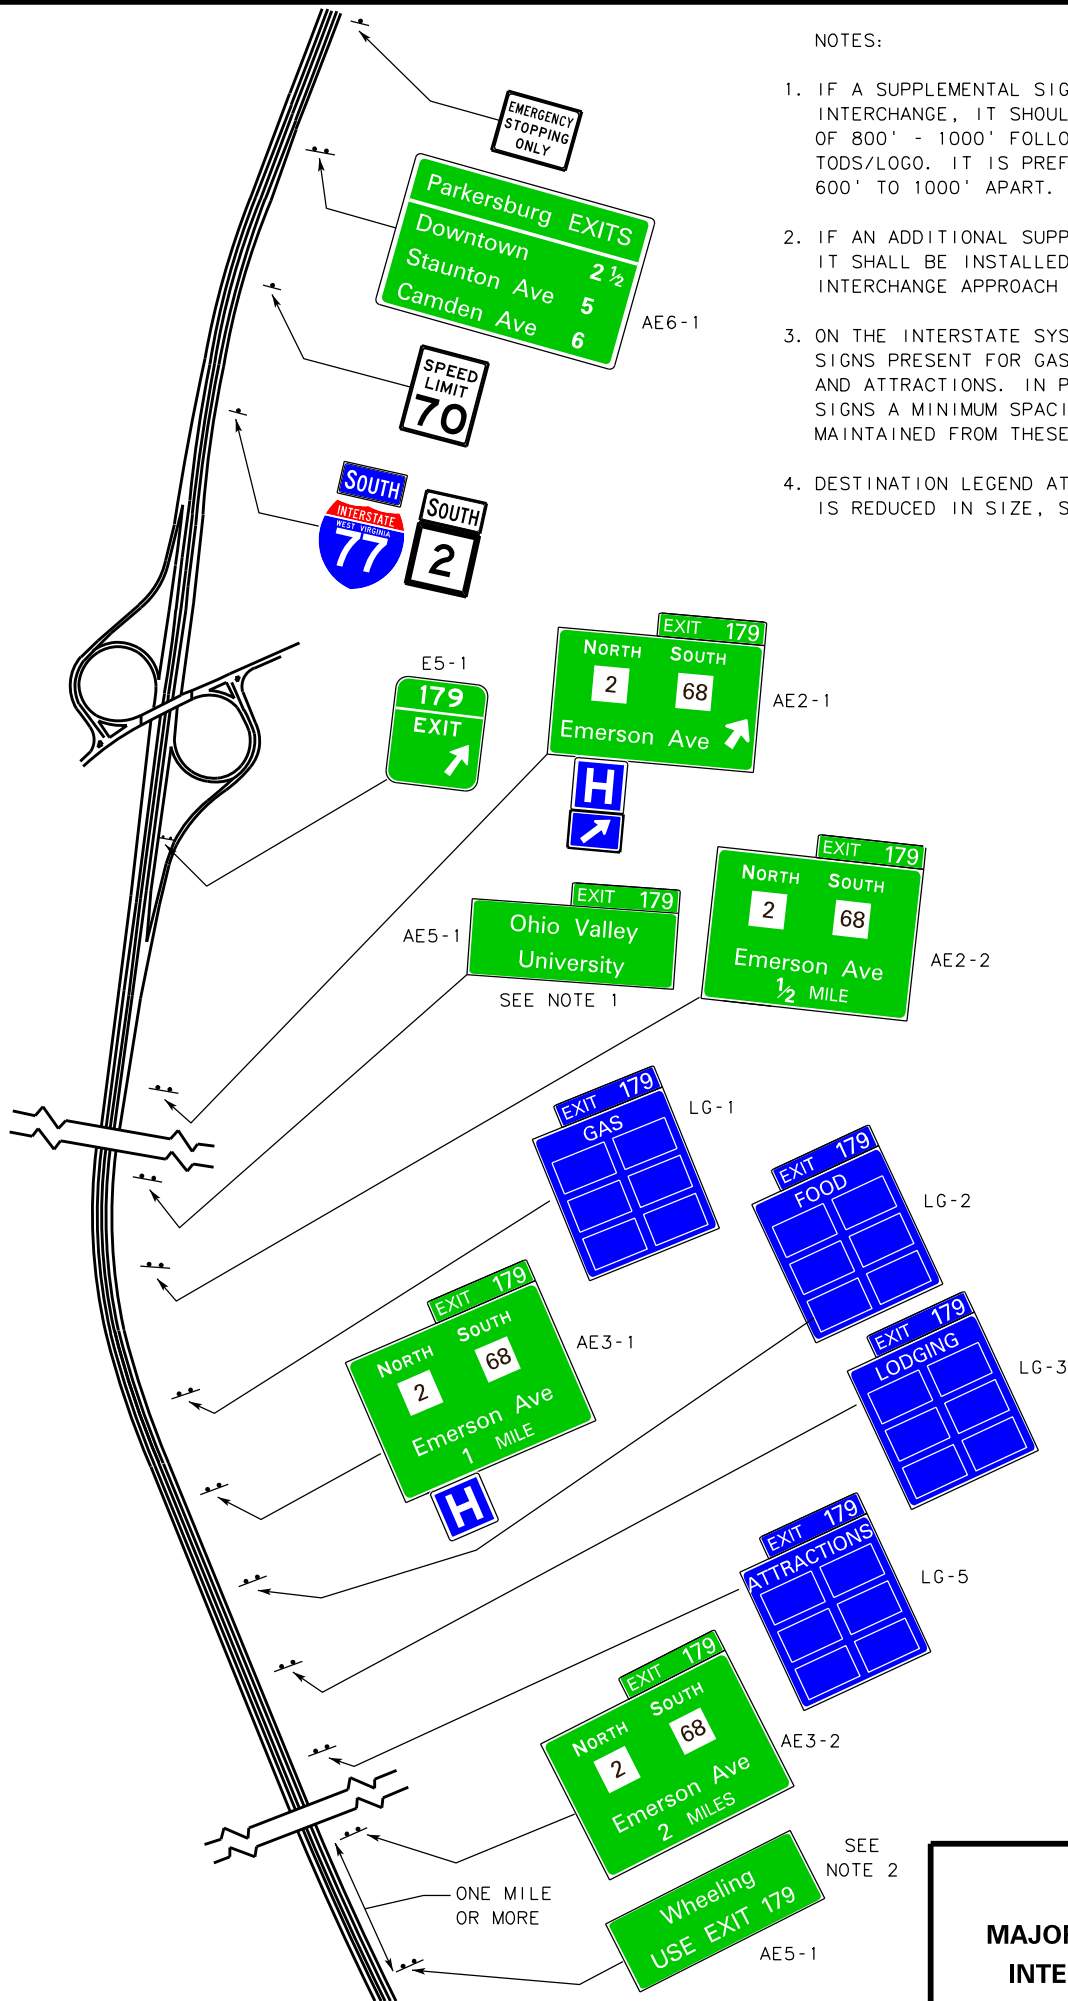 NOTES:
1. IF A SUPPLEMENTAL SIG
INTERCHANGE, IT SHOUL
OF 800' - 1000' FOLLO
TODS/LOGO. IT IS PREF
600' TO 1000' APART.
2. IF AN ADDITIONAL SUPP
IT SHALL BE INSTALLED
INTERCHANGE APPROACH
3. ON THE INTERSTATE SYS
SIGNS PRESENT FOR GAS
AND ATTRACTIONS. IN P
SIGNS A MINIMUM SPACI
MAINTAINED FROM THESE
4. DESTINATION LEGEND AT
IS REDUCED IN SIZE, S
EMERGENCY
STOPPING
ONLY
Parkersburg EXITS
Downtown 2 ½
Staunton Ave 5
Camden Ave 6
AE6-1
SPEED
LIMIT
70
SOUTH
INTERSTATE
WEST VIRGINIA
77
SOUTH
2
E5-1
179
EXIT
EXIT 179
NORTH SOUTH
2 68
Emerson Ave
AE2-1
H
EXIT 179
Ohio Valley
University
AE5-1
SEE NOTE 1
EXIT 179
NORTH SOUTH
2 68
Emerson Ave
½ MILE
AE2-2
EXIT 179
GAS
LG-1
EXIT 179
FOOD
LG-2
EXIT 179
NORTH SOUTH
2 68
Emerson Ave
1 MILE
AE3-1
H
EXIT 179
LODGING
LG-3
EXIT 179
ATTRACTIONS
LG-5
EXIT 179
NORTH SOUTH
2 68
Emerson Ave
2 MILES
AE3-2
Wheeling
USE EXIT 179
AE5-1
SEE
NOTE 2
ONE MILE
OR MORE
MAJOR
INTE